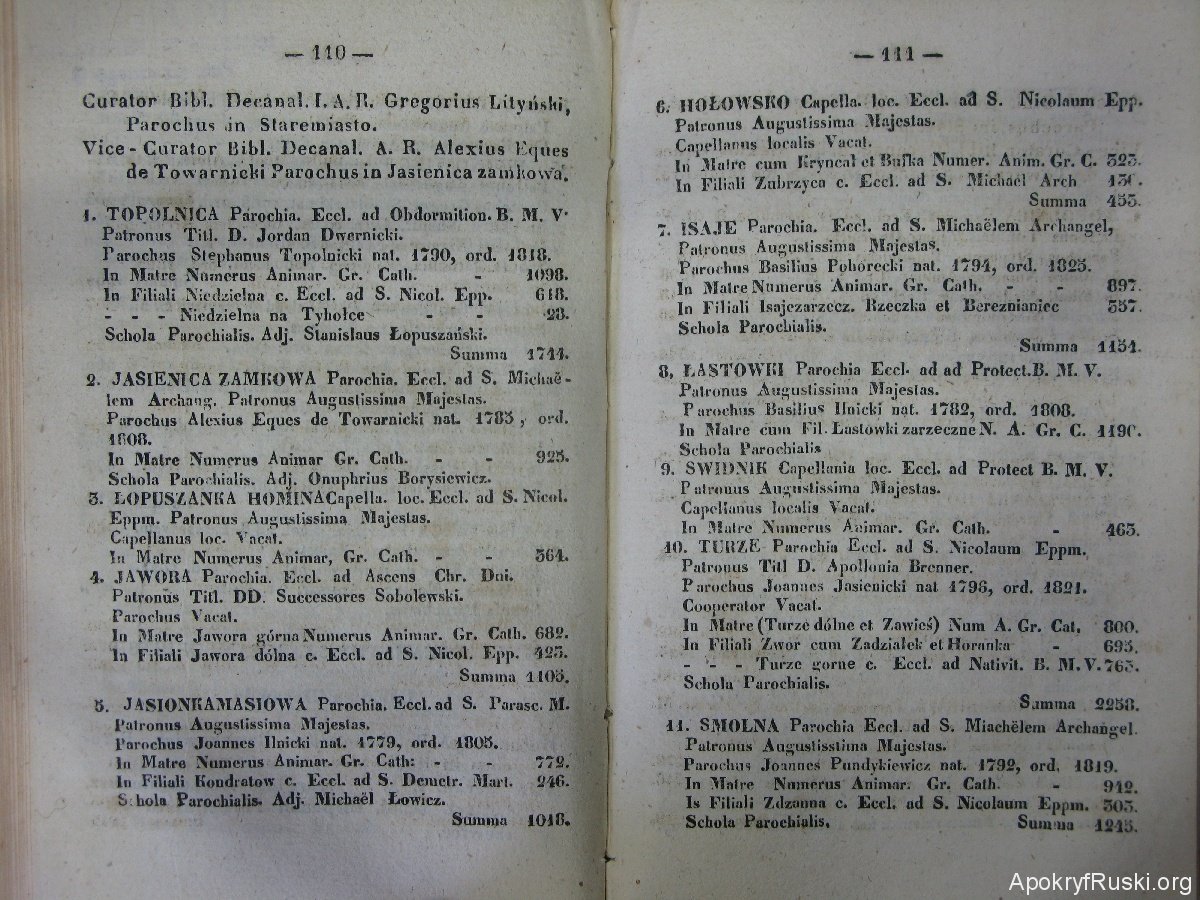 — 110 —
Curator Bibl. Decanal. I. A. R. Gregorius Lityński,
Parochus in Staremiasto.
Vice - Curator Bibl. Decanal. A. R. Alexius Eques
de Towarnicki Parochus in Jasienica zamkowa.
1. TOPOLNICA Parochia. Eccl. ad Obdormition. B. M. V.
Patronus Titl. D. Jordan Dwernicki.
Parochus Stephanus Topolnicki nat. 1790, ord. 1818.
In Matre Numerus Animar. Gr. Cath. - 1098.
In Filiali Niedzielna c. Eccl. ad S. Nicol. Epp. 618.
- - - Niedzielna na Tyholce - - 28.
Schola Parochialis. Adj. Stanislaus Łopuszański.
Summa 1744.
2. JASIENICA ZAMKOWA Parochia. Eccl. ad S. Michaë-
lem Archang. Patronus Augustissima Majestas.
Parochus Alexius Eques de Towarnicki nat. 1783, ord.
1808.
In Matre Numerus Animar Gr. Cath. - - 925.
Schola Parochialis. Adj. Onuphrius Borysiewicz.
3. ŁOPUSZANKA HOMINA Capella. loc. Eccl. ad S. Nicol.
Eppm. Patronus Augustissima Majestas.
Capellanus loc. Vacat.
In Matre Numerus Animar, Gr. Cath. - - 364.
4. JAWORA Parochia. Eccl. ad Ascens Chr. Dni.
Patronus Titl. DD. Successores Sobolewski.
Parochus Vacat.
In Matre Jawora górna Numerus Animar. Gr. Cath. 682.
In Filiali Jawora dólna c. Eccl. ad S. Nicol. Epp. 423.
Summa 1105.
5. JASIONKAMASIOWA Parochia. Eccl. ad S. Parasc. M.
Patronus Augustissima Majestas.
Parochus Joannes Ilnicki nat. 1779, ord. 1805.
In Matre Numerus Animar. Gr. Cath: - - 772.
In Filiali Kondratow c. Eccl. ad S. Demetr. Mart. 246.
Schola Parochialis. Adj. Michaël Łowicz.
Summa 1018.
— 111 —
6. HOŁOWSKO Capella. loc. Eccl. ad S. Nicolaum Epp.
Patronus Augustissima Majestas.
Capellanus localis Vacat.
In Matre cum Kryncal et Bufka Numer. Anim. Gr. C. 323.
In Filiali Zubrzyca c. Eccl. ad S. Michaël Arch 130.
Summa 453.
7. ISAJE Parochia. Eccl. ad S. Michaëlem Archangel,
Patronus Augustissima Majestas.
Parochus Basilius Pohorecki nat. 1794, ord. 1823.
In Matre Numerus Animar. Gr. Cath. - - 897.
In Filiali Isajezarzecz. Rzeczka et Bereznianiec 357.
Schola Parochialis.
Summa 1154.
8, ŁASTOWKI Parochia Eccl. ad ad Protect. B. M. V.
Patronus Augustissima Majestas.
Parochus Basilius Ilnicki nat. 1782, ord. 1808.
In Matre cum Fil. Łastowki zarzeczne N. A. Gr. C. 1190.
Schola Parochialis
9. SWIDNIK Capellania loc. Eccl. ad Protect B. M. V.
Patronus Augustissima Majestas.
Capellanus localis Vacat.
In Matre Numerus Animar. Gr. Cath. - 463.
10. TURZE Parochia Eccl. ad S. Nicolaum Eppm.
Patronus Titl D. Apollonia Brenner.
Parochus Joannes Jasienicki nat 1796, ord. 1821.
Cooperator Vacat.
In Matre (Turze dólne et Zawieś) Num A. Gr. Cat, 800.
In Filiali Zwor cum Zadziałek et Horanka - 693.
- - - Turze gorne c. Eccl. ad Nativit. B. M. V. 765.
Schola Parochialis.
Summa 2258.
11. SMOLNA Parochia Eccl. ad S. Miachëlem Archangel.
Patronus Augustisstima Majestas.
Parochus Joannes Pundykiewicz nat. 1792, ord. 1819.
In Matre Numerus Animar. Gr. Cath. - 942.
Is Filiali Zdzanna c. Eccl. ad S. Nicolaum Eppm. 303.
Schola Parochialis. Summa 1245.
ApokryfRuski.org